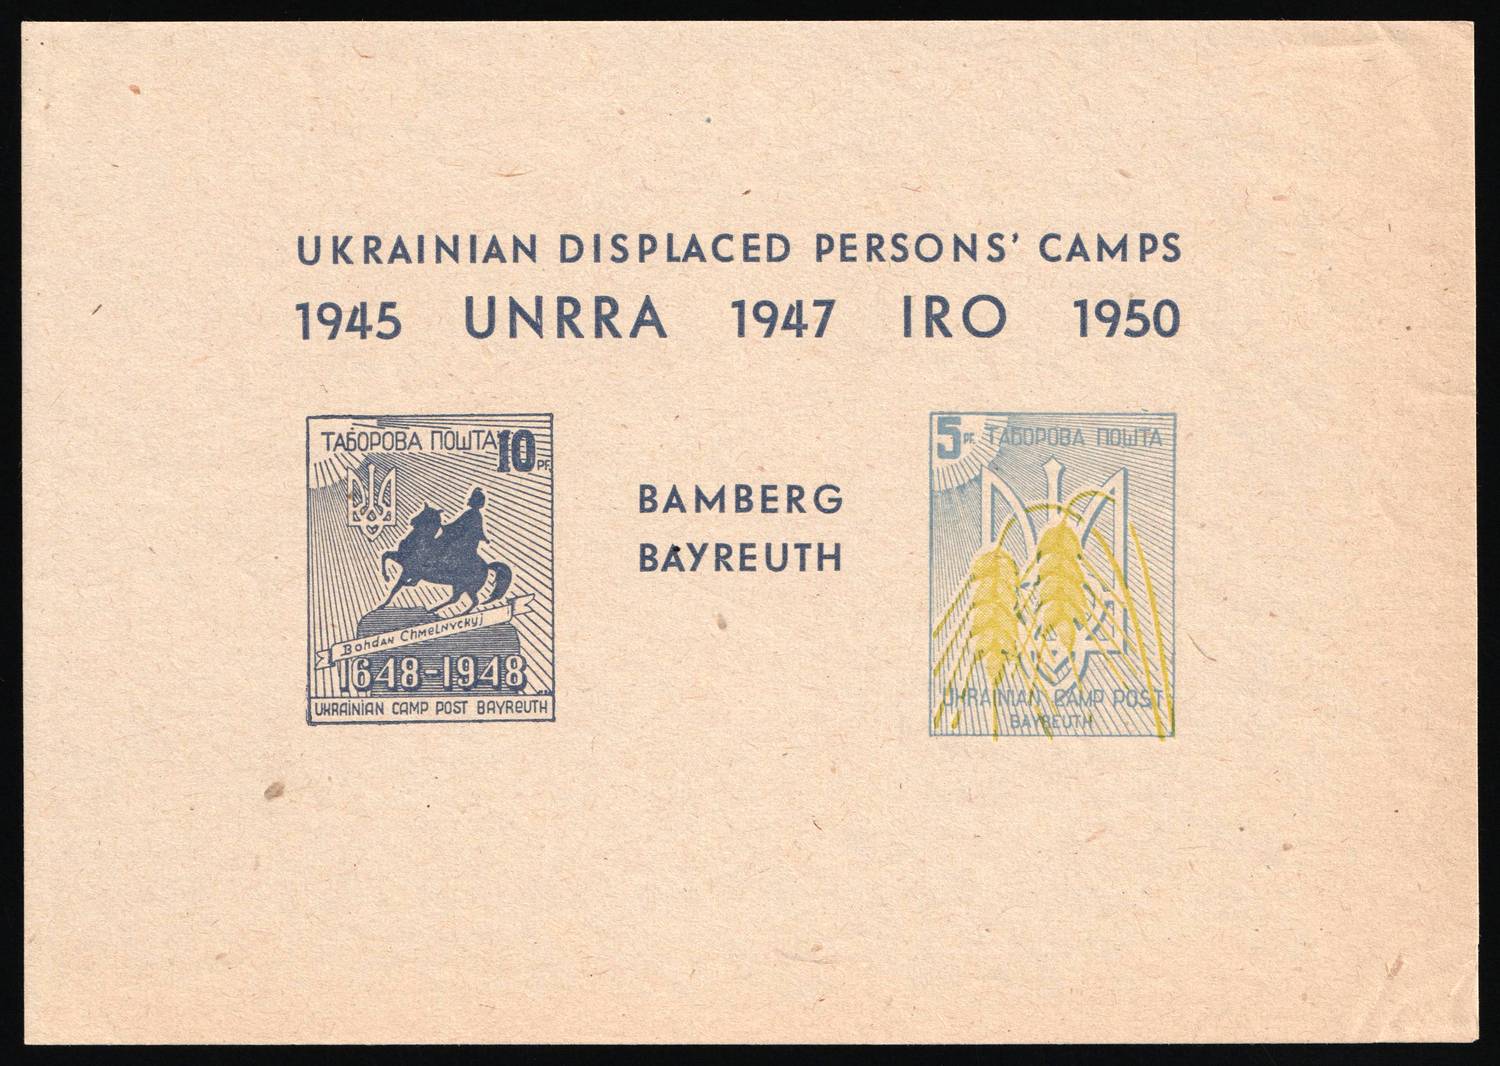 UKRAINIAN DISPLACED PERSONS' CAMPS
1945 UNRRA 1947 IRO 1950
ТАБОРОВА ПОШТА 10 PF.
Bohdan Chmelnyckyj
1648-1948
UKRAINIAN CAMP POST BAYREUTH
BAMBERG
BAYREUTH
5 PF. ТАБОРОВА ПОШТА
UKRAINIAN CAMP POST
BAYREUTH